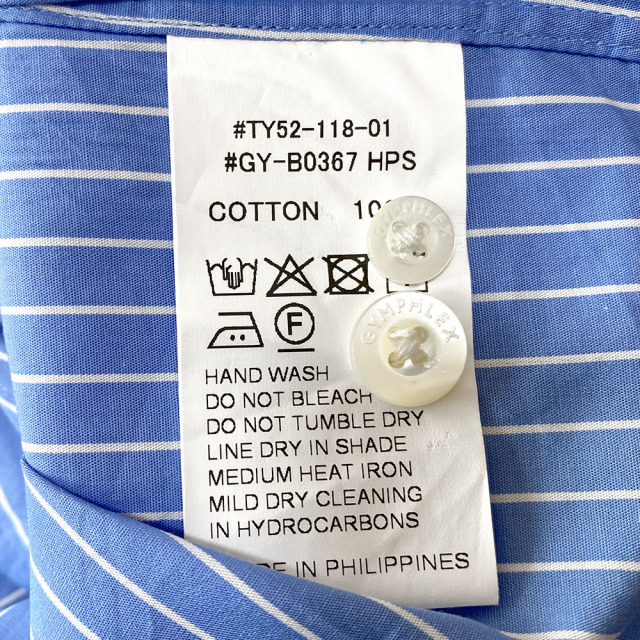 #TY52-118-01
#GY-B0367 HPS
COTTON
GYMPHLEX
F
GYMPHLEX
HAND WASH
DO NOT BLEACH
DO NOT TUMBLE DRY
LINE DRY IN SHADE
MEDIUM HEAT IRON
MILD DRY CLEANING
IN HYDROCARBONS
IN PHILIPPINES